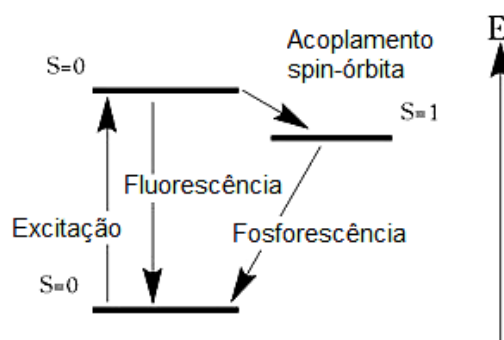 Acoplamento
spin-órbita
E
S=0
S=1
Fluorescência
Excitação
Fosforescência
S=0